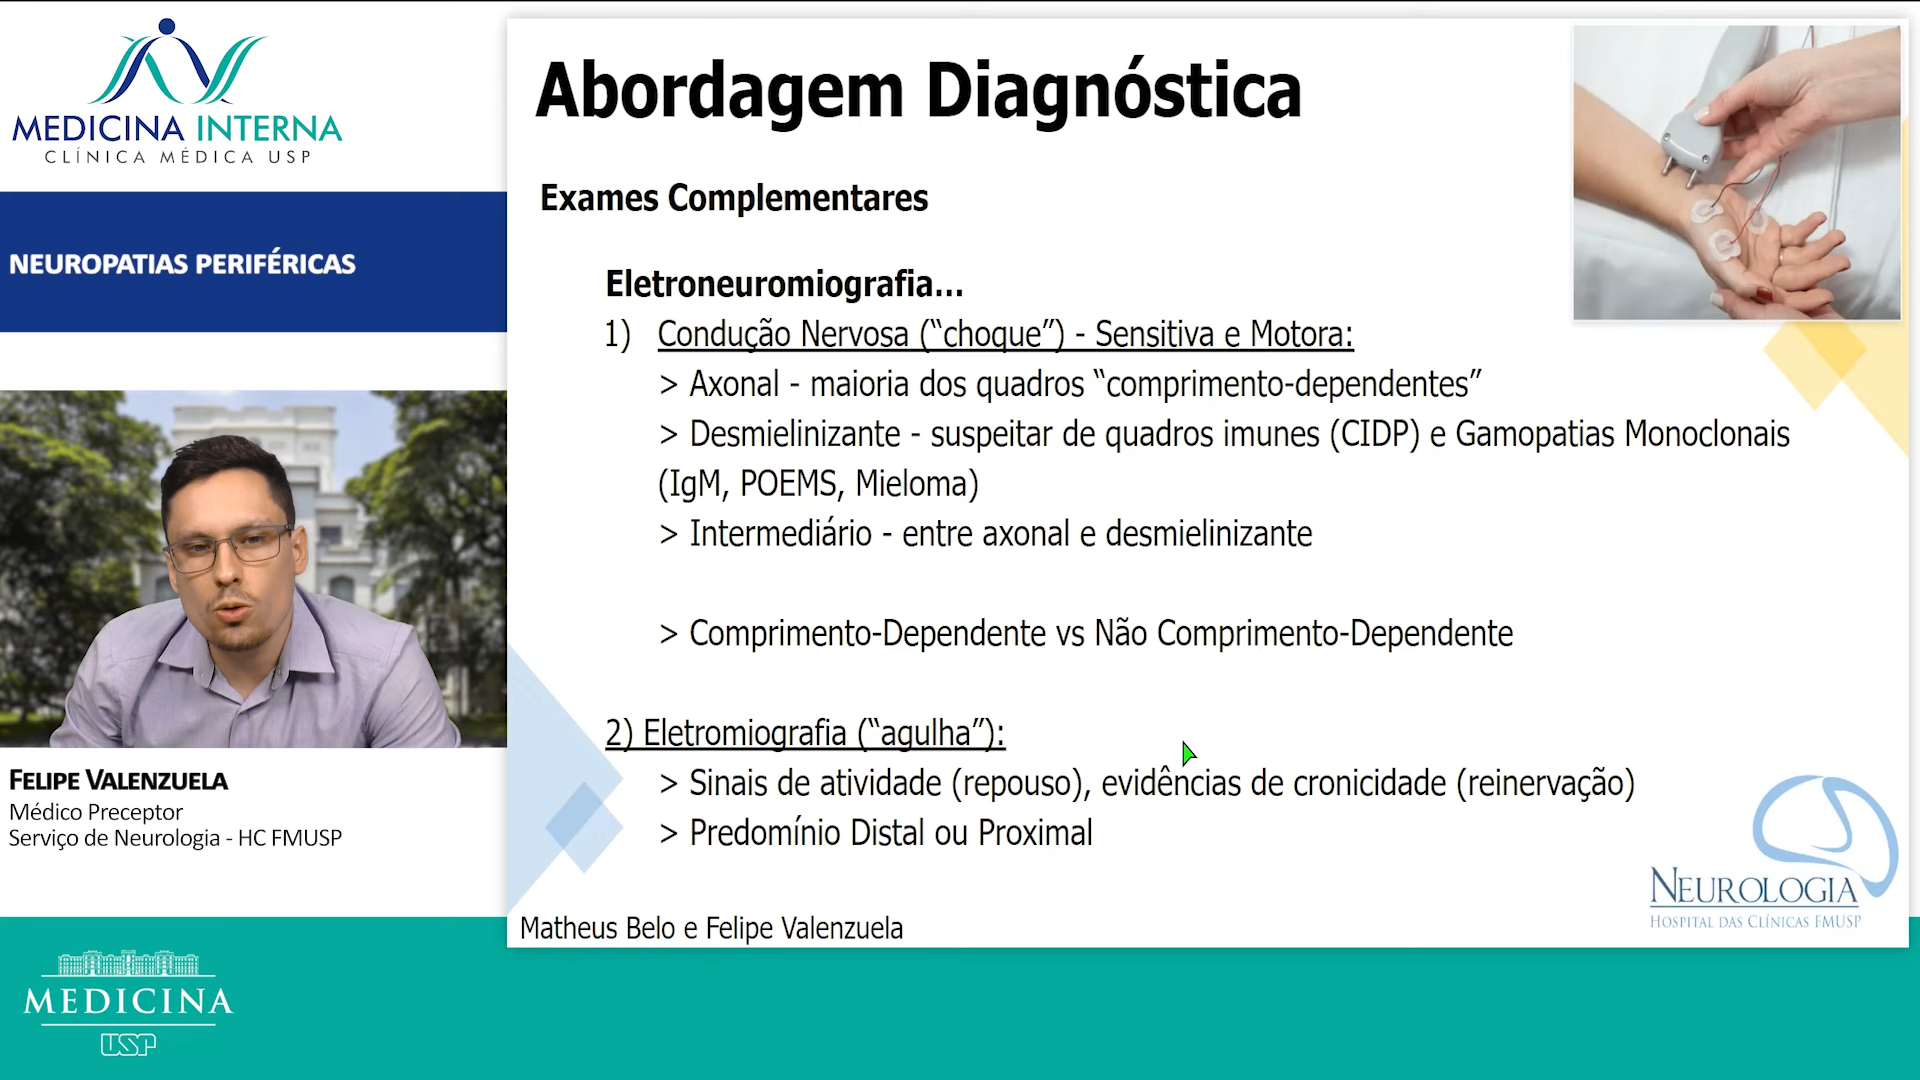 MEDICINA INTERNA
CLÍNICA MÉDICA USP
NEUROPATIAS PERIFÉRICAS
FELIPE VALENZUELA
Médico Preceptor
Serviço de Neurologia - HC FMUSP
MEDICINA
USP
Abordagem Diagnóstica
Exames Complementares
Eletroneuromiografia...
1) Condução Nervosa (“choque”) - Sensitiva e Motora:
> Axonal - maioria dos quadros “comprimento-dependentes”
> Desmielinizante - suspeitar de quadros imunes (CIDP) e Gamopatias Monoclonais
(IgM, POEMS, Mieloma)
> Intermediário - entre axonal e desmielinizante
> Comprimento-Dependente vs Não Comprimento-Dependente
2) Eletromiografia (“agulha”):
> Sinais de atividade (repouso), evidências de cronicidade (reinervação)
> Predomínio Distal ou Proximal
Matheus Belo e Felipe Valenzuela
NEUROLOGIA
HOSPITAL DAS CLÍNICAS FMUSP